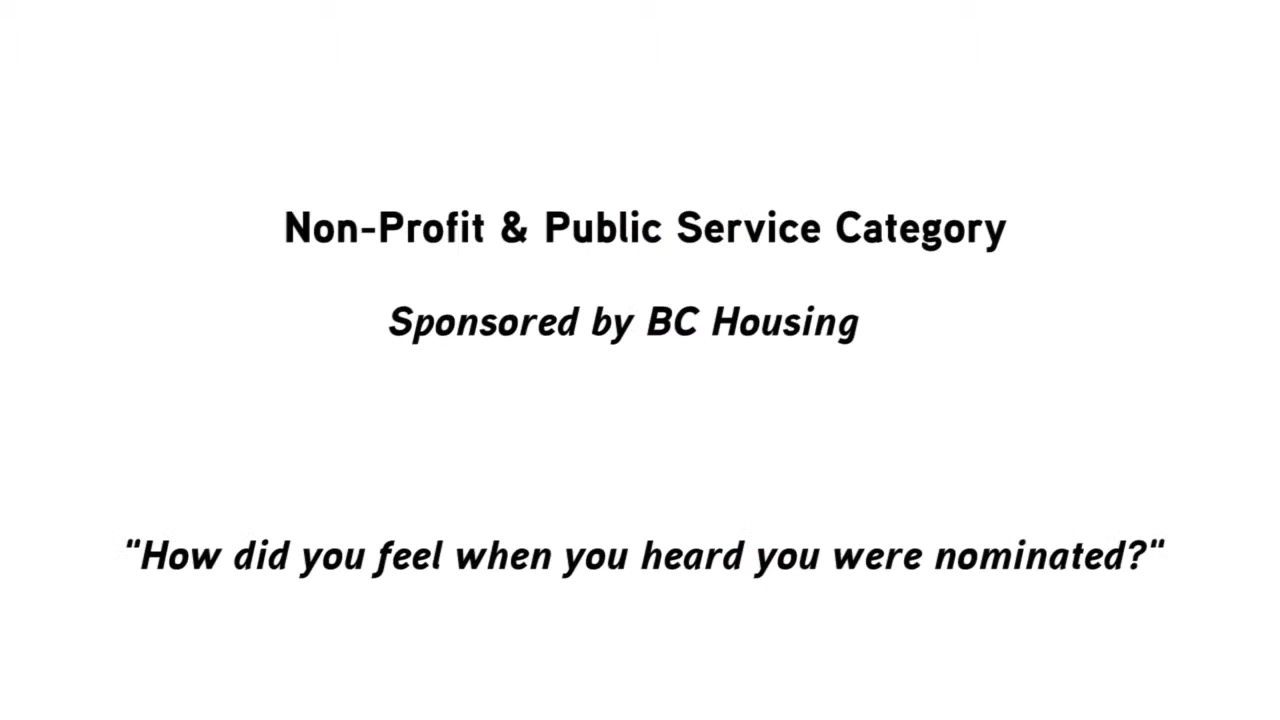 Non-Profit & Public Service Category
Sponsored by BC Housing
"How did you feel when you heard you were nominated?"